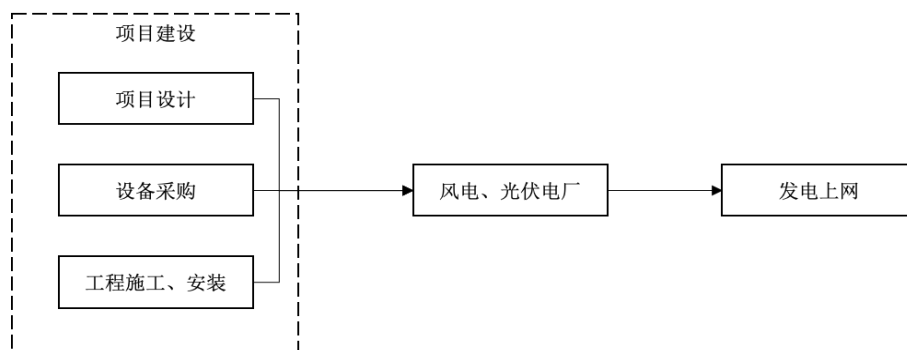 项目建设
项目设计
设备采购
工程施工、安装
风电、光伏电厂
发电上网